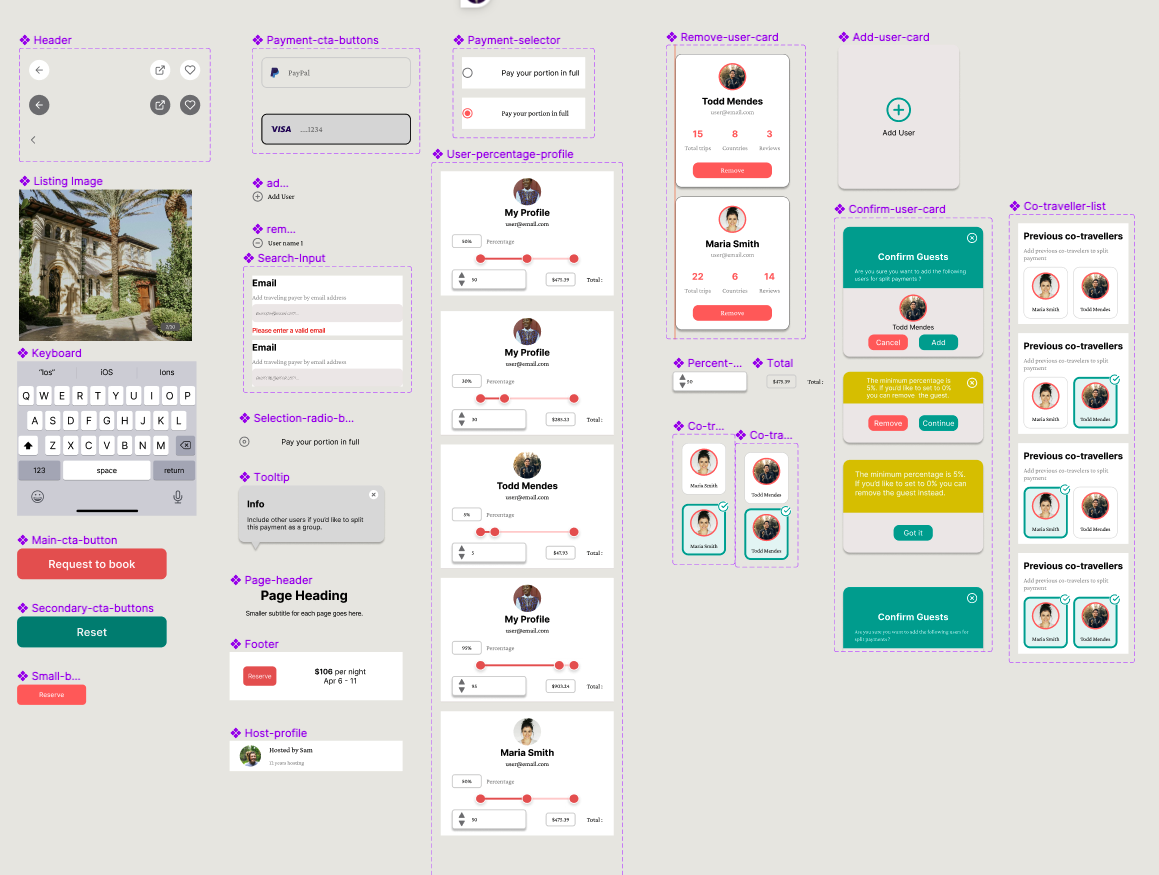 Header
Listing Image
2/30
Keyboard
"Ios"
iOS
Ions
Q W E R T Y U I O P
A S D F G H J K L
Z X C V B N M
123
space
return
Main-cta-button
Request to book
Secondary-cta-buttons
Reset
Small-b...
Reserve
Payment-cta-buttons
PayPal
VISA ....1234
ad...
Add User
rem...
User name 1
Search-Input
Email
Add traveling payer by email address
Please enter a valid email
Email
Add traveling payer by email address
Selection-radio-b...
Pay your portion in full
Tooltip
Info
Include other users if you'd like to split
this payment as a group.
Page-header
Page Heading
Smaller subtitle for each page goes here.
Footer
Reserve
$106 per night
Apr 6 - 11
Host-profile
Hosted by Sam
12 years hosting
Payment-selector
Pay your portion in full
Pay your portion in full
User-percentage-profile
My Profile
user@email.com
50% Percentage
50 $475.39 Total :
My Profile
user@email.com
30% Percentage
30 $285.23 Total :
Todd Mendes
user@email.com
5% Percentage
5 $47.93 Total :
My Profile
user@email.com
95% Percentage
95 $903.24 Total :
Maria Smith
user@email.com
50% Percentage
50 $475.39 Total :
Remove-user-card
Todd Mendes
user@email.com
15 8 3
Total trips Countries Reviews
Remove
Maria Smith
user@email.com
22 6 14
Total trips Countries Reviews
Remove
Percent-...
50
Total
$475.39 Total :
Co-tr...
Maria Smith
Maria Smith
Co-tra...
Todd Mendes
Todd Mendes
Add-user-card
Add User
Confirm-user-card
Confirm Guests
Are you sure you want to add the following
users for split payments ?
Todd Mendes
Cancel
Add
The minimum percentage is
5%. If you'd like to set to 0%
you can remove the guest.
Remove
Continue
The minimum percentage is 5%.
If you'd like to set to 0% you can
remove the guest instead.
Got it
Confirm Guests
Are you sure you want to add the following users for
split payments ?
Co-traveller-list
Previous co-travellers
Add previous co-travellers to split
payment
Maria Smith Todd Mendes
Previous co-travellers
Add previous co-travellers to split
payment
Maria Smith Todd Mendes
Previous co-travellers
Add previous co-travellers to split
payment
Maria Smith Todd Mendes
Previous co-travellers
Add previous co-travellers to split
payment
Maria Smith Todd Mendes